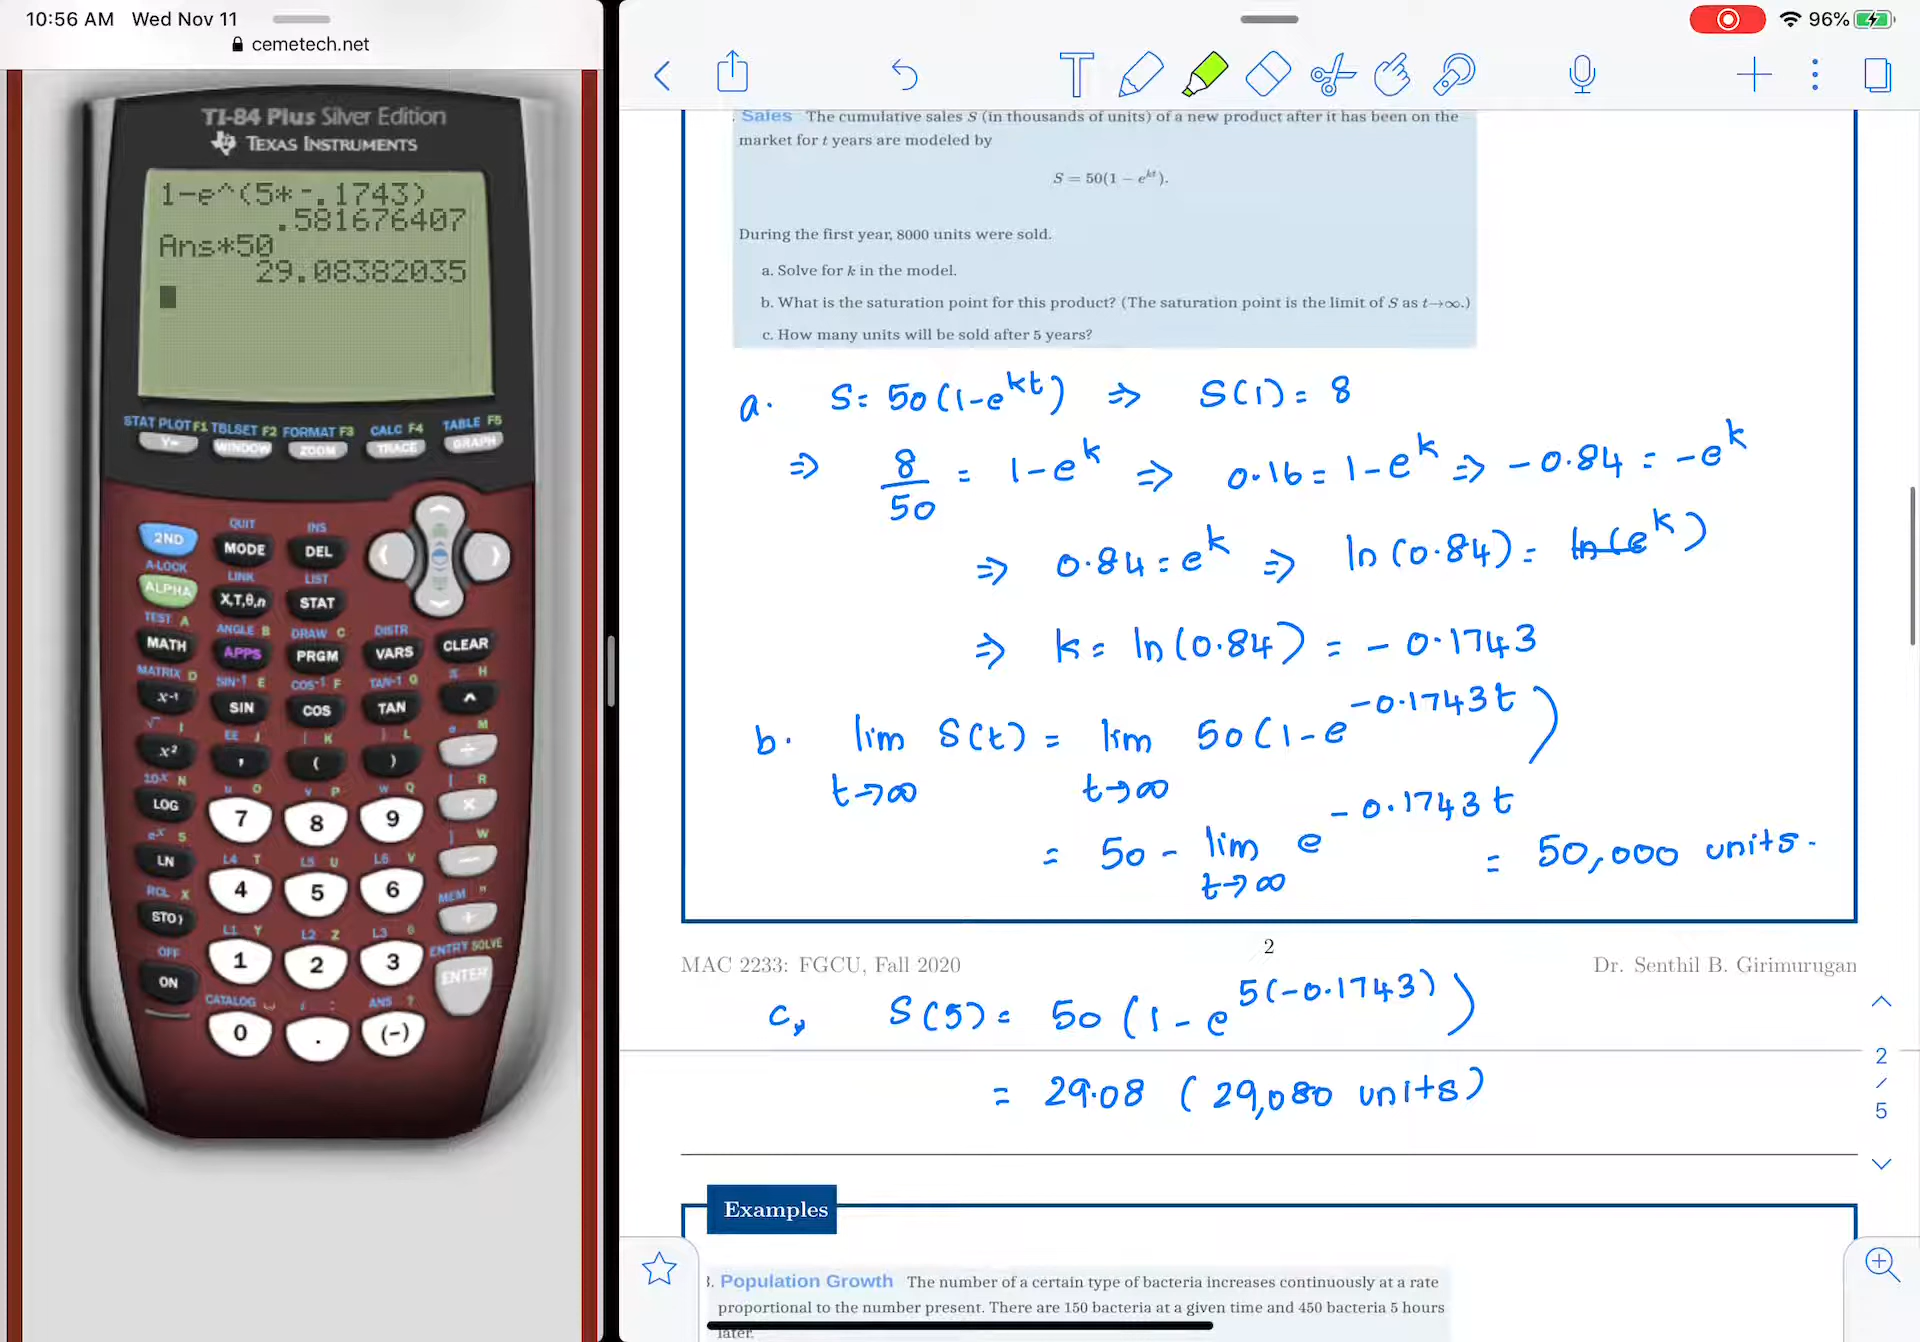 10:56 AM Wed Nov 11
cemetech.net
96%
TI-84 Plus Silver Edition
TEXAS INSTRUMENTS
1-e^(5*-.1743)
.581676407
Ans*50
29.08382035
STAT PLOT F1 TBLSET F2 FORMAT F3 CALC F4 TABLE F5
Y= WINDOW ZOOM TRACE GRAPH
QUIT INS
2ND MODE DEL
A-LOCK LINK LIST
ALPHA X,T,θ,n STAT
TEST A ANGLE B DRAW C DISTR
MATH APPS PRGM VARS CLEAR
MATRIX D SIN-1 E COS-1 F TAN-1 G π H
x-1 SIN COS TAN ^
√ I EE J { K } L e M
x² , ( ) ÷
10^x N u O v P w Q [ R
LOG 7 8 9 ×
e^x S L4 T L5 U L6 V ] W
LN 4 5 6 −
RCL X L1 Y L2 Z L3 θ MEM "
STO⟩ 1 2 3 +
OFF CATALOG ⎵ i : ANS ? ENTRY SOLVE
ON 0 . (-) ENTER
. Sales The cumulative sales S (in thousands of units) of a new product after it has been on the
market for t years are modeled by
S = 50(1 − e^{kt}).
During the first year, 8000 units were sold.
a. Solve for k in the model.
b. What is the saturation point for this product? (The saturation point is the limit of S as t→∞.)
c. How many units will be sold after 5 years?
a. S = 50(1-e^{kt}) ⇒ S(1) = 8
⇒ 8/50 = 1-e^k ⇒ 0.16 = 1-e^k ⇒ -0.84 = -e^k
⇒ 0.84 = e^k ⇒ ln(0.84) = ln(e^k)
⇒ k = ln(0.84) = -0.1743
b. lim t→∞ S(t) = lim t→∞ 50(1-e^{-0.1743t})
= 50 - lim t→∞ e^{-0.1743t} = 50,000 units.
2
MAC 2233: FGCU, Fall 2020 Dr. Senthil B. Girimurugan
c, S(5) = 50(1-e^{5(-0.1743)})
= 29.08 (29,080 units)
2
/
5
Examples
3. Population Growth The number of a certain type of bacteria increases continuously at a rate
proportional to the number present. There are 150 bacteria at a given time and 450 bacteria 5 hours
later.